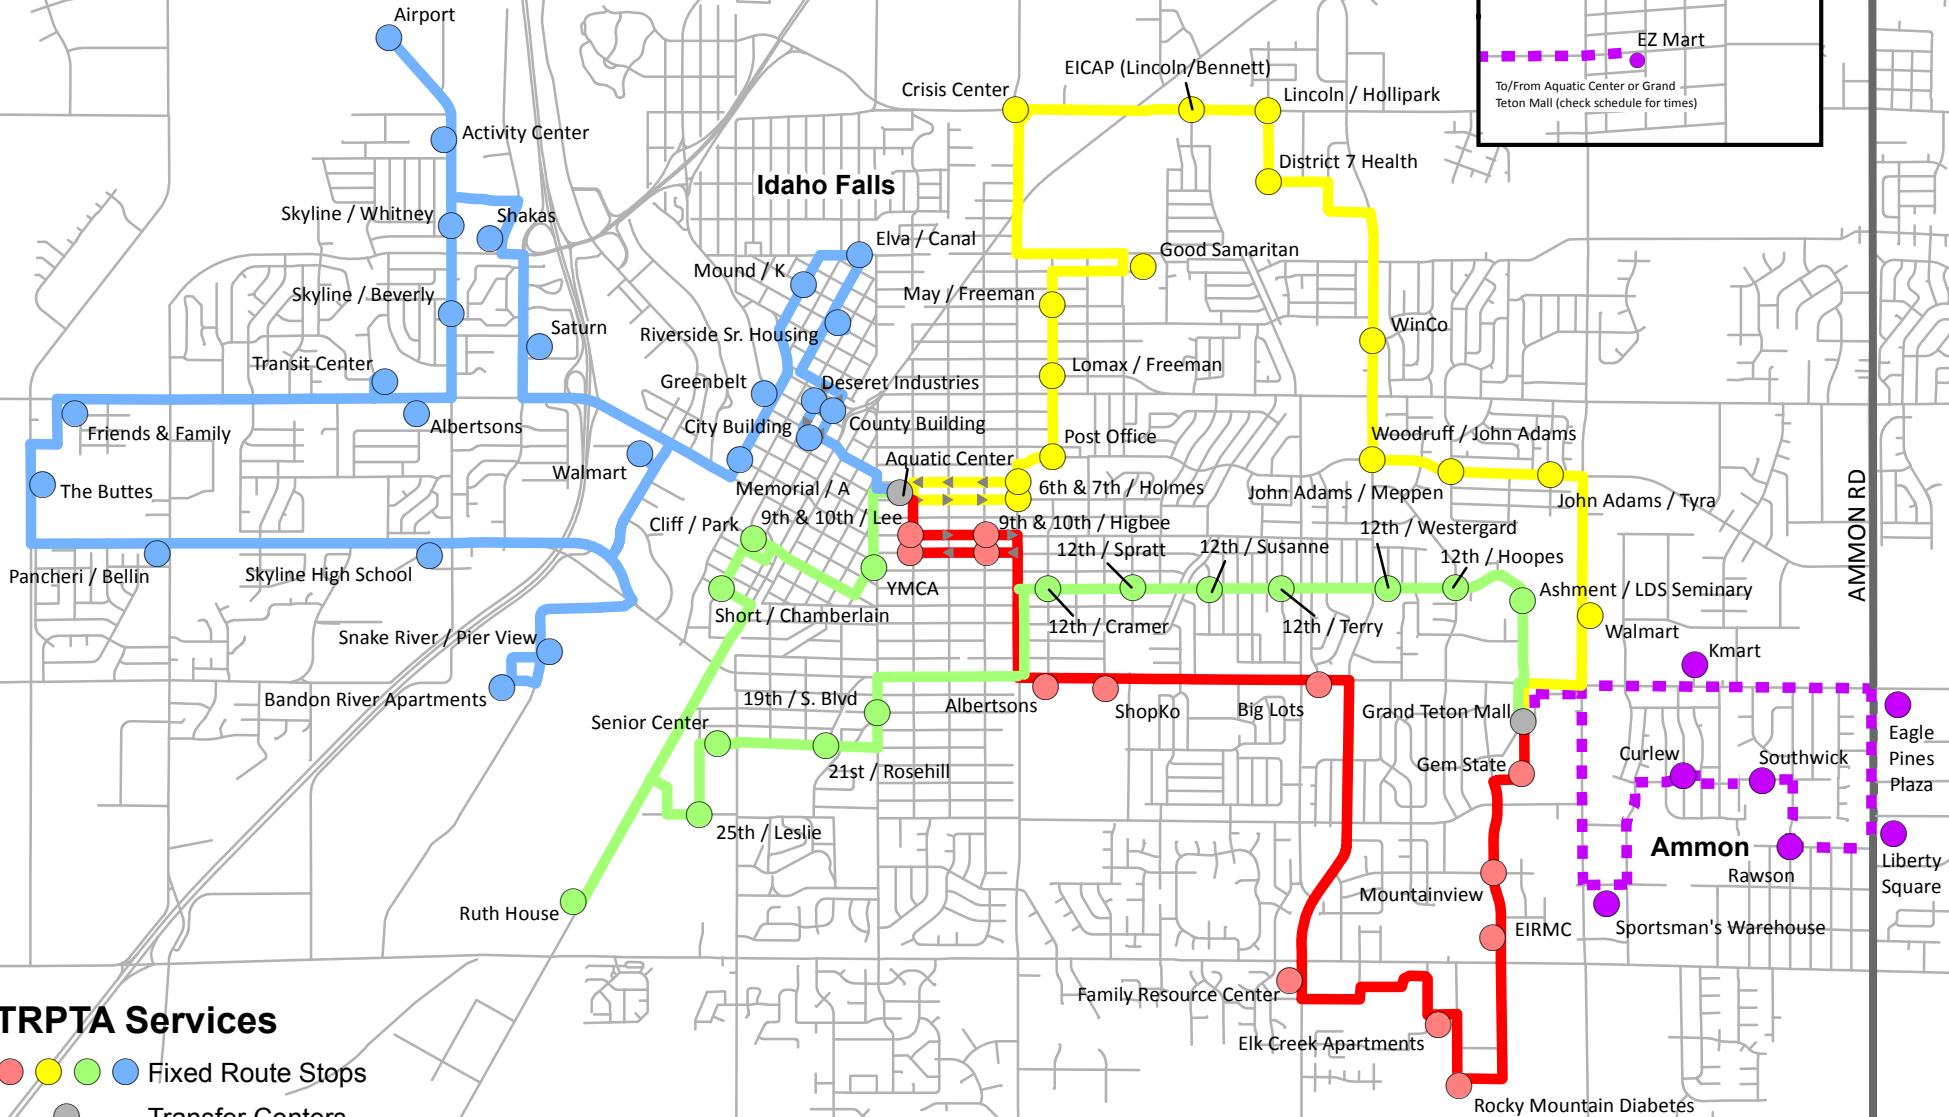 Airport
EZ Mart
To/From Aquatic Center or Grand
Teton Mall (check schedule for times)
EICAP (Lincoln/Bennett)
Crisis Center
Lincoln / Hollipark
Activity Center
District 7 Health
Idaho Falls
Skyline / Whitney
Shakas
Elva / Canal
Good Samaritan
Mound / K
Skyline / Beverly
May / Freeman
Saturn
Riverside Sr. Housing
WinCo
Transit Center
Lomax / Freeman
Greenbelt
Deseret Industries
Friends & Family
Albertsons
City Building
County Building
Post Office
Woodruff / John Adams
Aquatic Center
Walmart
The Buttes
Memorial / A
6th & 7th / Holmes
John Adams / Meppen
John Adams / Tyra
AMMON RD
Cliff / Park
9th & 10th / Lee
9th & 10th / Higbee
12th / Westergard
12th / Spratt
12th / Susanne
12th / Hoopes
Pancheri / Bellin
Skyline High School
YMCA
Ashment / LDS Seminary
Short / Chamberlain
12th / Cramer
12th / Terry
Walmart
Snake River / Pier View
Kmart
Bandon River Apartments
19th / S. Blvd
Albertsons
ShopKo
Big Lots
Grand Teton Mall
Senior Center
Eagle
Pines
Plaza
Curlew
Southwick
Gem State
21st / Rosehill
25th / Leslie
Ammon
Rawson
Liberty
Square
Mountainview
Ruth House
EIRMC
Sportsman's Warehouse
Family Resource Center
TRPTA Services
Elk Creek Apartments
Fixed Route Stops
Rocky Mountain Diabetes
Transfer Centers